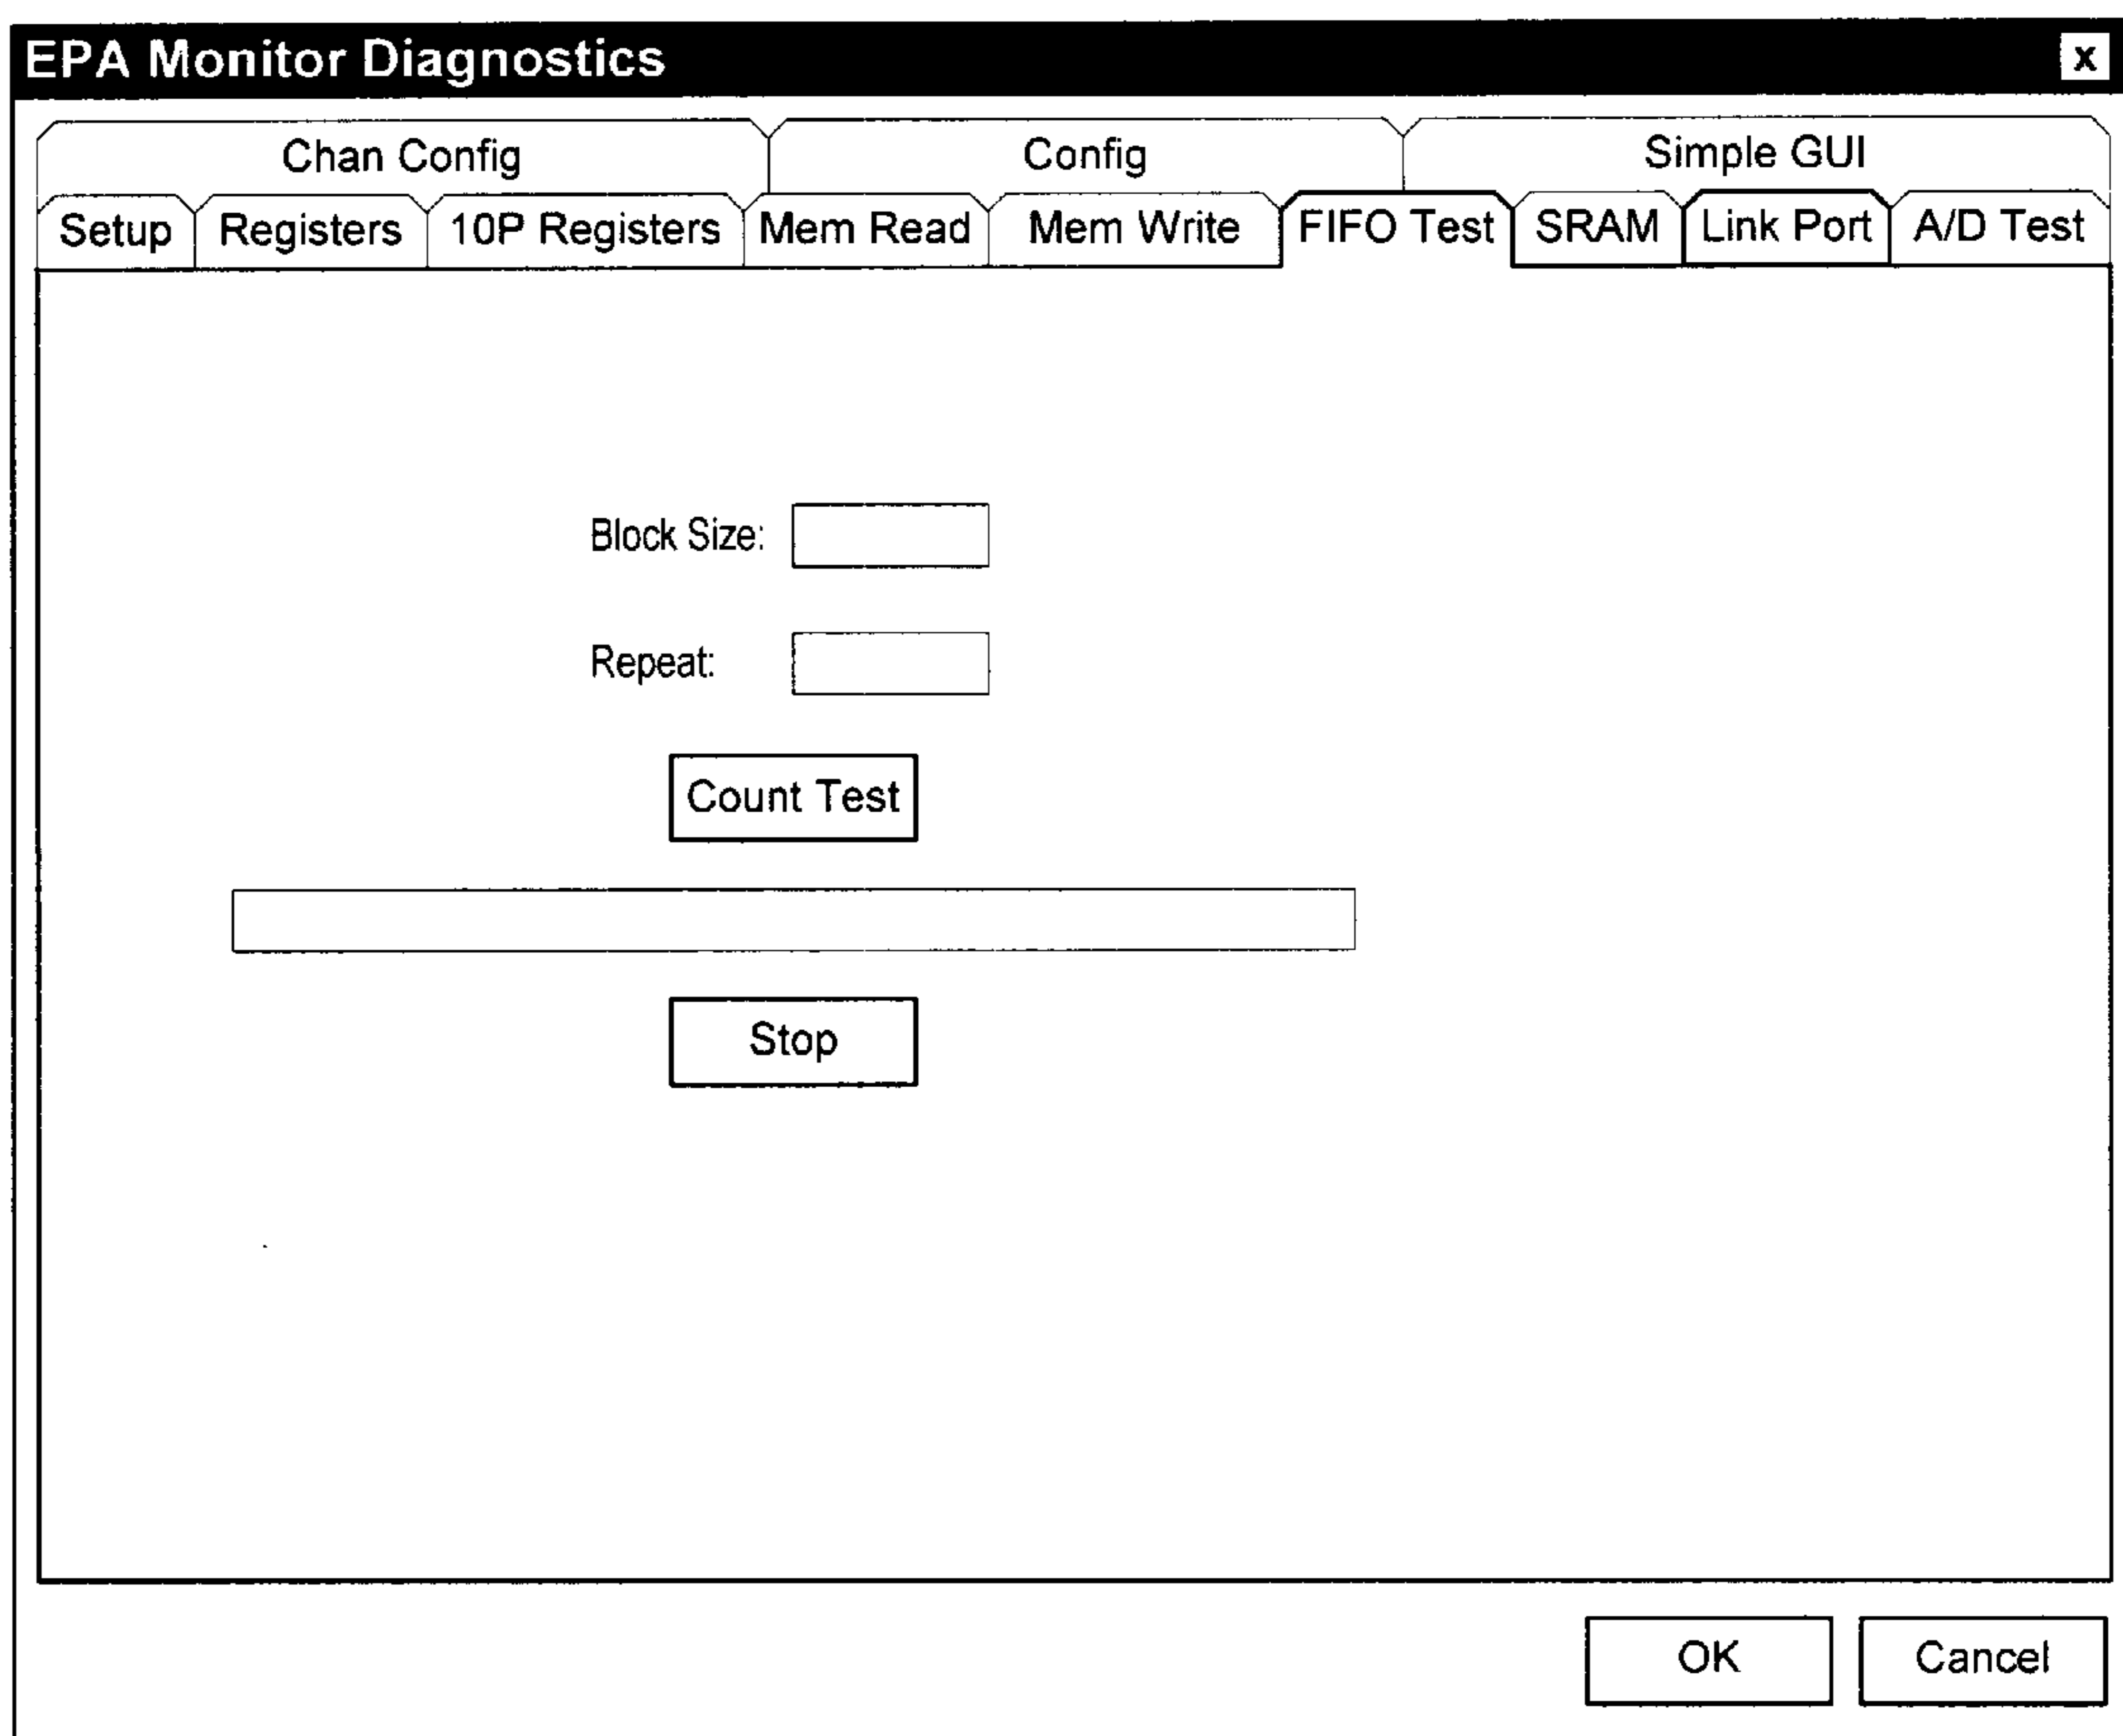 EPA Monitor Diagnostics x
Chan Config Config Simple GUI
Setup Registers 10P Registers Mem Read Mem Write FIFO Test SRAM Link Port A/D Test
Block Size:
Repeat:
Count Test
Stop
OK Cancel